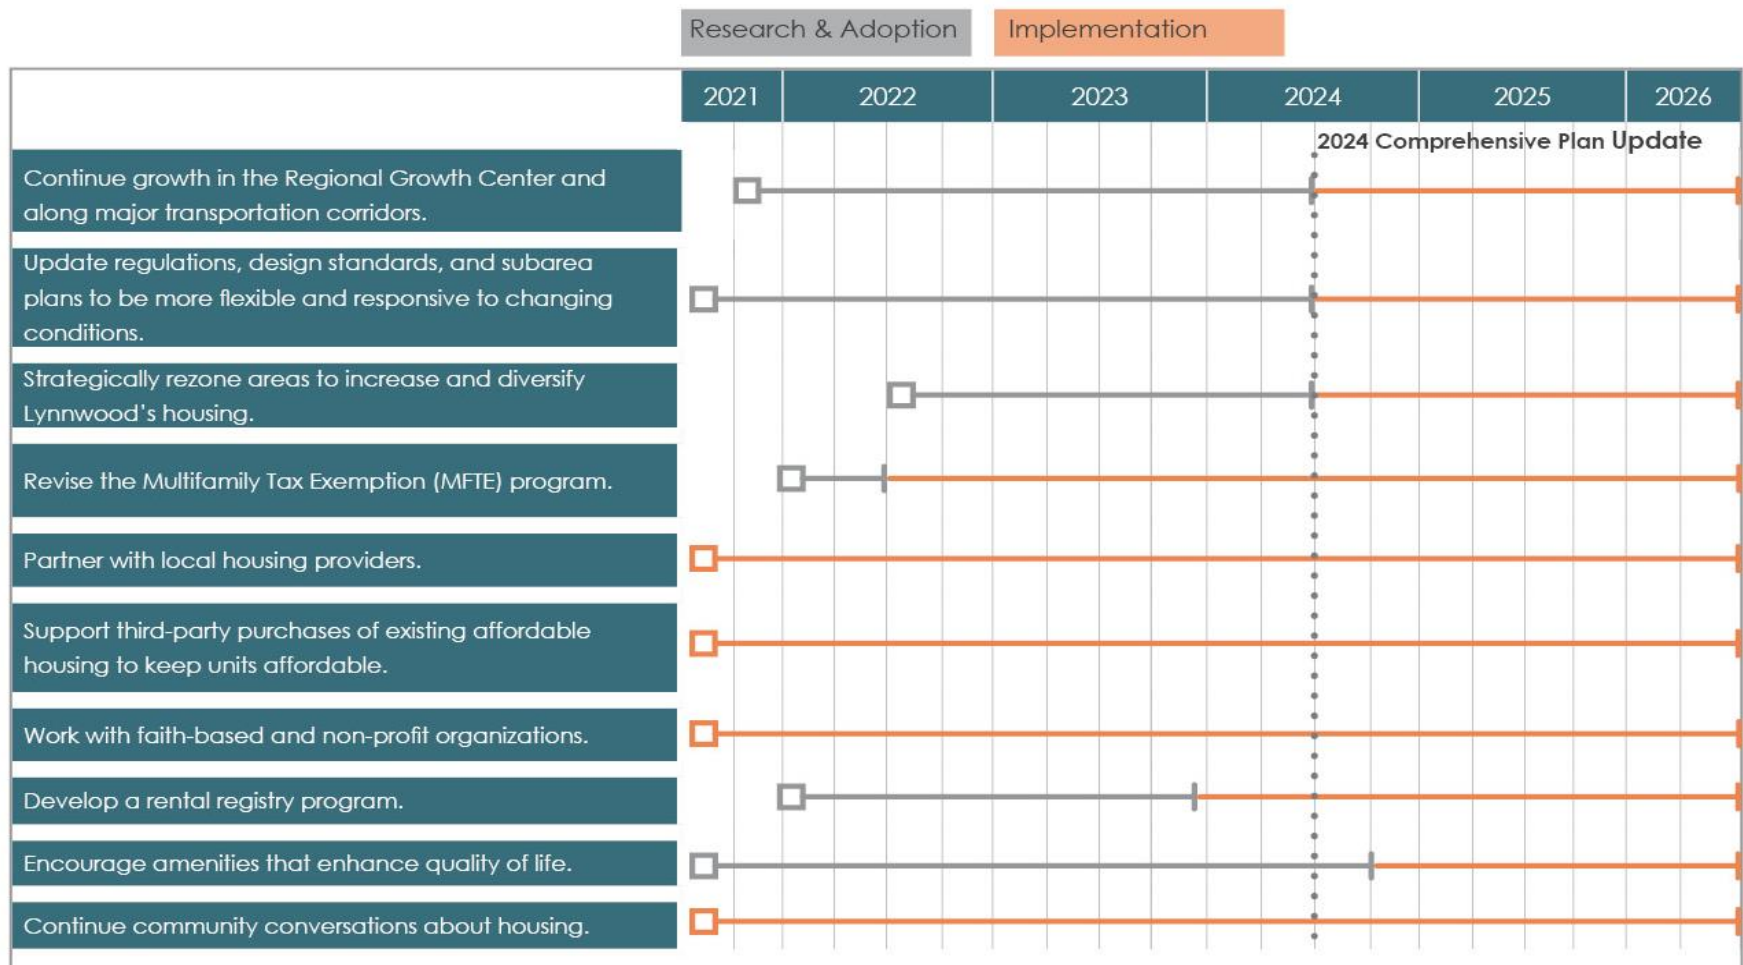 Research & Adoption
Implementation
2021
2022
2023
2024
2025
2026
2024 Comprehensive Plan Update
Continue growth in the Regional Growth Center and
along major transportation corridors.
Update regulations, design standards, and subarea
plans to be more flexible and responsive to changing
conditions.
Strategically rezone areas to increase and diversify
Lynnwood’s housing.
Revise the Multifamily Tax Exemption (MFTE) program.
Partner with local housing providers.
Support third-party purchases of existing affordable
housing to keep units affordable.
Work with faith-based and non-profit organizations.
Develop a rental registry program.
Encourage amenities that enhance quality of life.
Continue community conversations about housing.